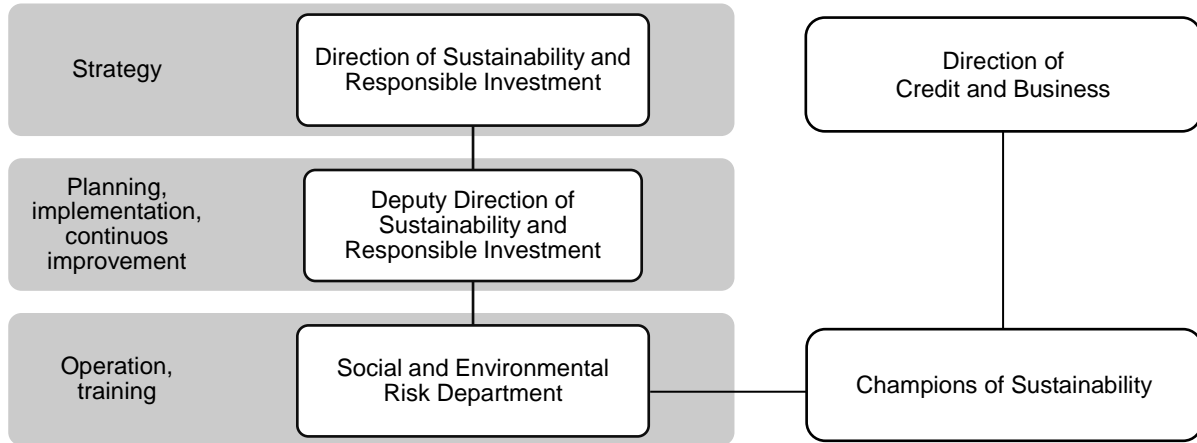 Strategy
Direction of Sustainability and
Responsible Investment
Direction of
Credit and Business
Planning,
implementation,
continuos
improvement
Deputy Direction of
Sustainability and
Responsible Investment
Operation,
training
Social and Environmental
Risk Department
Champions of Sustainability